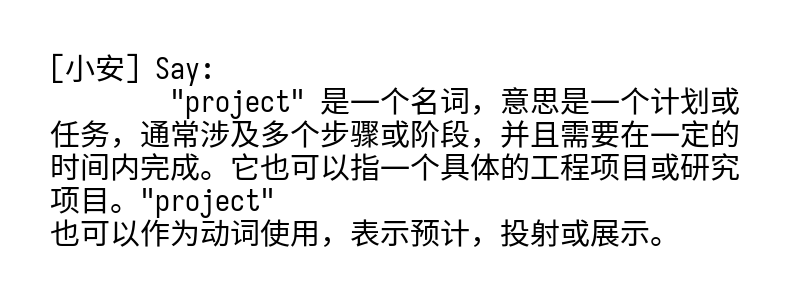 [小安] Say:
"project" 是一个名词，意思是一个计划或
任务，通常涉及多个步骤或阶段，并且需要在一定的
时间内完成。它也可以指一个具体的工程项目或研究
项目。"project"
也可以作为动词使用，表示预计，投射或展示。